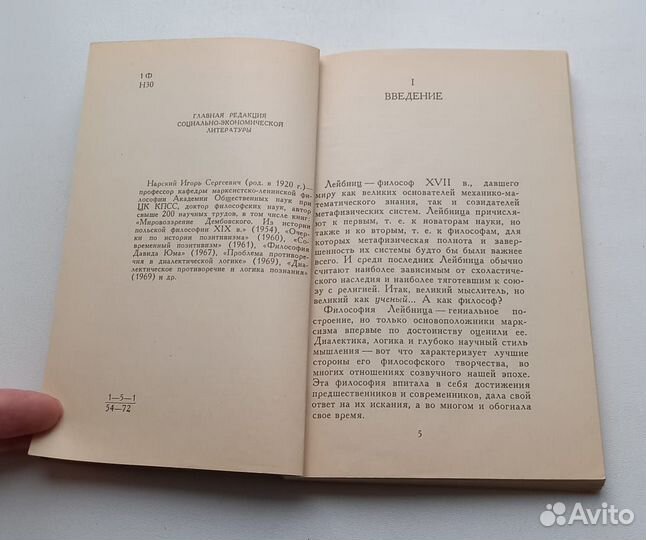 1 Ф
Н30
ГЛАВНАЯ РЕДАКЦИЯ
СОЦИАЛЬНО-ЭКОНОМИЧЕСКОЙ
ЛИТЕРАТУРЫ
Нарский Игорь Сергеевич (род. в 1920 г.)—
профессор кафедры марксистско-ленинской фи-
лософии Академии Общественных наук при
ЦК КПСС, доктор философских наук, автор
свыше 200 научных трудов, в том числе книг:
«Мировоззрение Дембовского. Из истории
польской философии XIX в.» (1954), «Очер-
ки по истории позитивизма» (1960), «Со-
временный позитивизм» (1961), «Философия
Давида Юма» (1967), «Проблема противоре-
чия в диалектической логике» (1969), «Диа-
лектическое противоречие и логика познания»
(1969) и др.
1—5—1
54—72
I
ВВЕДЕНИЕ
Лейбниц — философ XVII в., давшего
миру как великих основателей механико-ма-
тематического знания, так и созидателей
метафизических систем. Лейбница причисля-
ют к первым, т. е. к новаторам науки, но
также и ко вторым, т. е. к философам, для
которых метафизическая полнота и завер-
шенность их системы будто бы были важнее
всего. И среди последних Лейбница обычно
считают наиболее зависимым от схоластиче-
ского наследия и наиболее тяготевшим к сою-
зу с религией. Итак, великий мыслитель, но
великий как ученый... А как философ?
Философия Лейбница — гениальное по-
строение, но только основоположники марк-
сизма впервые по достоинству оценили ее.
Диалектика, логика и глубоко научный стиль
мышления — вот что характеризует лучшие
стороны его философского творчества, во
многих отношениях созвучного нашей эпохе.
Эта философия впитала в себя достижения
предшественников и современников, дала свой
ответ на их искания, а во многом и обогнала
свое время.
5
Avito